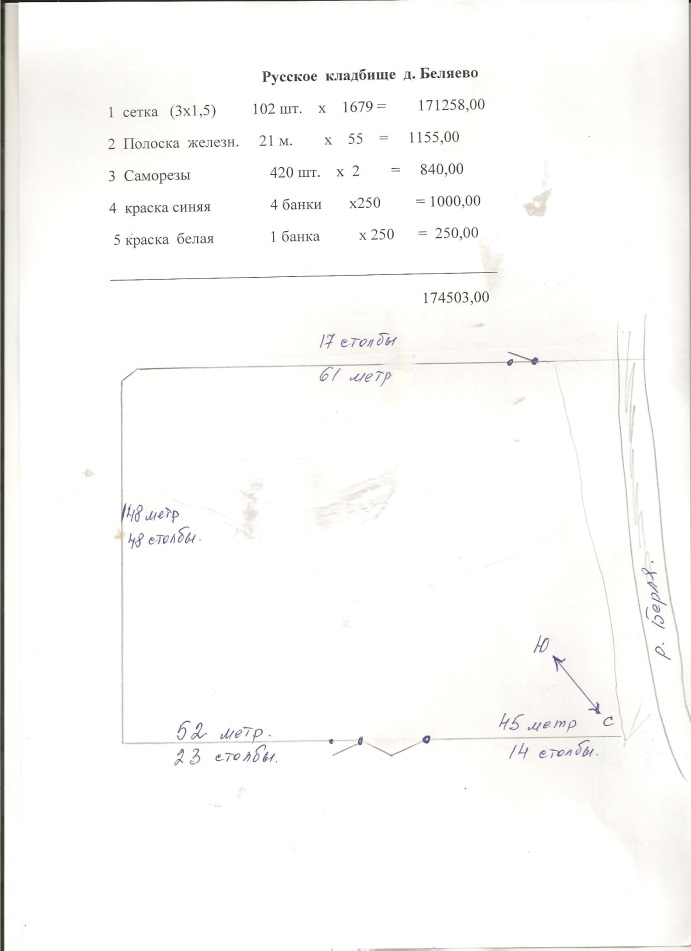 Русское кладбище д. Беляево
1 сетка (3х1,5) 102 шт. х 1679 = 171258,00
2 Полоска железн. 21 м. х 55 = 1155,00
3 Саморезы 420 шт. х 2 = 840,00
4 краска синяя 4 банки х250 = 1000,00
5 краска белая 1 банка х 250 = 250,00
174503,00
17 столбы
61 метр
148 метр
48 столбы.
р.
Ю
С
52 метр.
23 столбы.
45 метр
14 столбы.